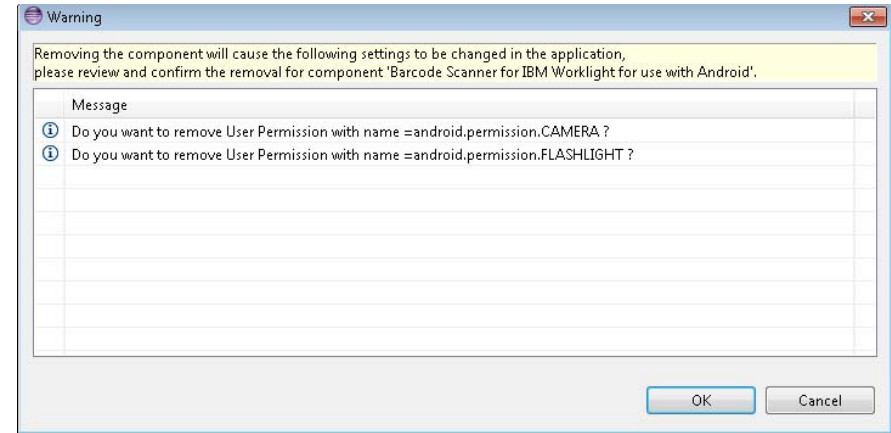 Warning
Removing the component will cause the following settings to be changed in the application,
please review and confirm the removal for component 'Barcode Scanner for IBM Worklight for use with Android'.
Message
Do you want to remove User Permission with name =android.permission.CAMERA ?
Do you want to remove User Permission with name =android.permission.FLASHLIGHT ?
OK Cancel